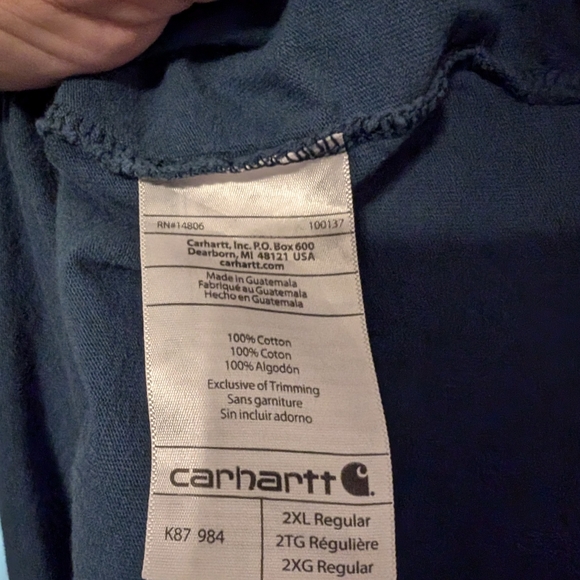 RN#14806 100137
Carhartt, Inc. P.O. Box 600
Dearborn, MI 48121 USA
carhartt.com
Made in Guatemala
Fabriqué au Guatemala
Hecho en Guatemala
100% Cotton
100% Coton
100% Algodón
Exclusive of Trimming
Sans garniture
Sin incluir adorno
carhartt
K87 984
2XL Regular
2TG Régulière
2XG Regular